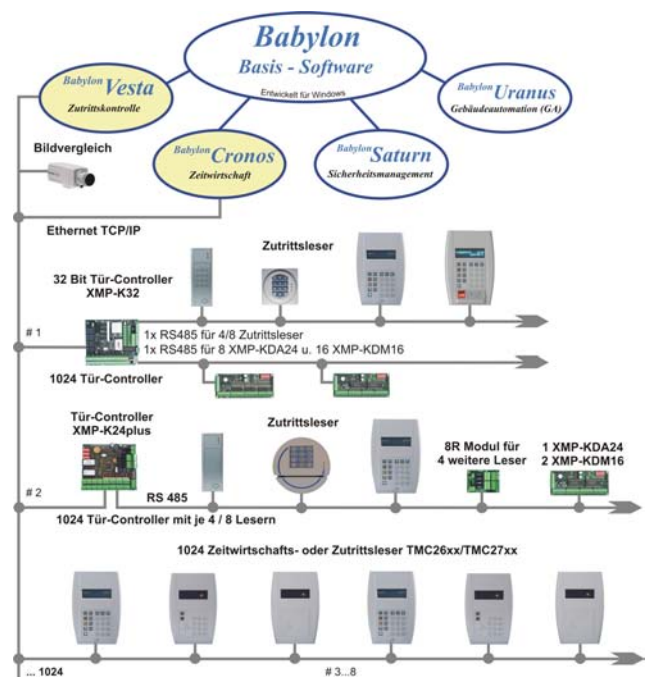 Babylon
Basis - Software
Entwickelt für Windows
Babylon Vesta
Zutrittskontrolle
Babylon Uranus
Gebäudeautomation (GA)
Babylon Cronos
Zeitwirtschaft
Babylon Saturn
Sicherheitsmanagement
Bildvergleich
Ethernet TCP/IP
Zutrittsleser
32 Bit Tür-Controller
XMP-K32
# 1
1x RS485 für 4/8 Zutrittsleser
1x RS485 für 8 XMP-KDA24 u. 16 XMP-KDM16
1024 Tür-Controller
Tür-Controller
XMP-K24plus
Zutrittsleser
8R Modul für
4 weitere Leser
1 XMP-KDA24
2 XMP-KDM16
RS 485
# 2
1024 Tür-Controller mit je 4 / 8 Lesern
1024 Zeitwirtschafts- oder Zutrittsleser TMC26xx/TMC27xx
... 1024
# 3...8